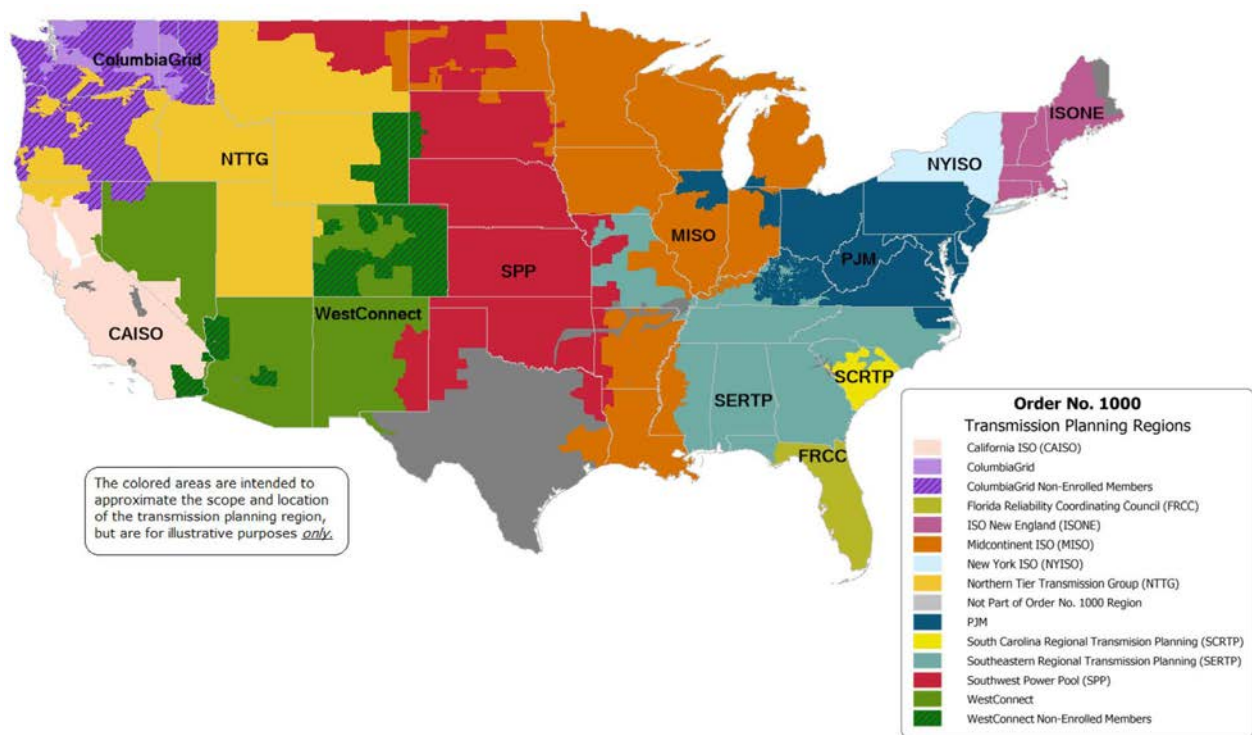 ColumbiaGrid
ISONE
NYISO
NTTG
MISO
PJM
SPP
WestConnect
CAISO
SCRTP
SERTP
FRCC
The colored areas are intended to
approximate the scope and location
of the transmission planning region,
but are for illustrative purposes only.
Order No. 1000
Transmission Planning Regions
California ISO (CAISO)
ColumbiaGrid
ColumbiaGrid Non-Enrolled Members
Florida Reliability Coordinating Council (FRCC)
ISO New England (ISONE)
Midcontinent ISO (MISO)
New York ISO (NYISO)
Northern Tier Transmission Group (NTTG)
Not Part of Order No. 1000 Region
PJM
South Carolina Regional Transmision Planning (SCRTP)
Southeastern Regional Transmission Planning (SERTP)
Southwest Power Pool (SPP)
WestConnect
WestConnect Non-Enrolled Members